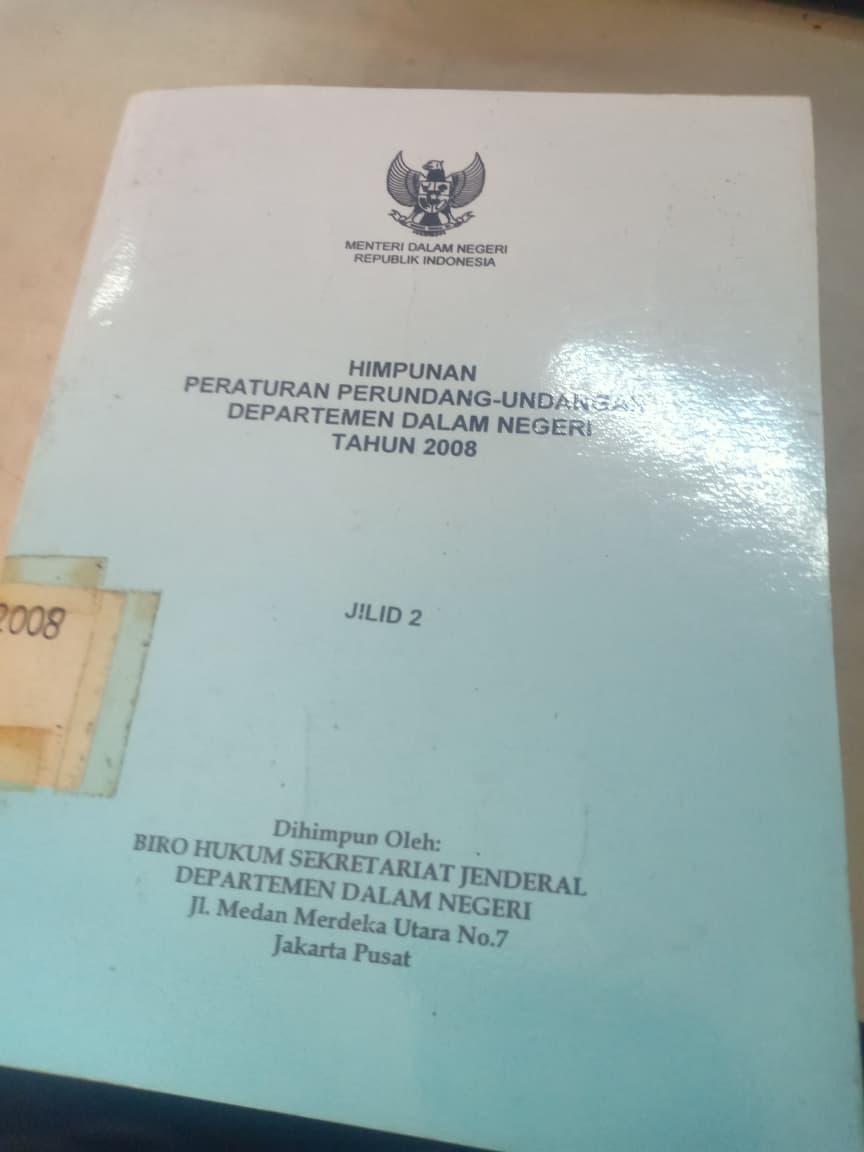 MENTERI DALAM NEGERI
REPUBLIK INDONESIA
HIMPUNAN
PERATURAN PERUNDANG-UNDANGAN
DEPARTEMEN DALAM NEGERI
TAHUN 2008
JILID 2
2008
Dihimpun Oleh:
BIRO HUKUM SEKRETARIAT JENDERAL
DEPARTEMEN DALAM NEGERI
Jl. Medan Merdeka Utara No.7
Jakarta Pusat